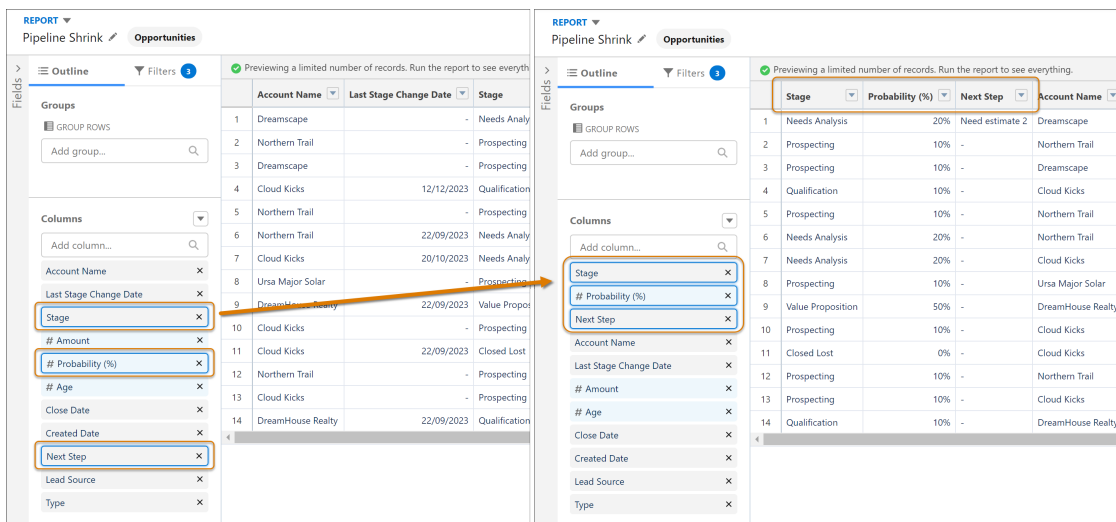 REPORT
Pipeline Shrink Opportunities
Fields
Outline Filters 3
Groups
GROUP ROWS
Add group...
Columns
Add column...
Account Name
Last Stage Change Date
Stage
# Amount
# Probability (%)
# Age
Close Date
Created Date
Next Step
Lead Source
Type
Previewing a limited number of records. Run the report to see everyth
Account Name Last Stage Change Date Stage
1 Dreamscape - Needs Analy
2 Northern Trail - Prospecting
3 Dreamscape - Prospecting
4 Cloud Kicks 12/12/2023 Qualification
5 Northern Trail - Prospecting
6 Northern Trail 22/09/2023 Needs Analy
7 Cloud Kicks 20/10/2023 Needs Analy
8 Ursa Major Solar - Prospecting
9 DreamHouse Realty 22/09/2023 Value Propos
10 Cloud Kicks - Prospecting
11 Cloud Kicks 22/09/2023 Closed Lost
12 Northern Trail - Prospecting
13 Cloud Kicks - Prospecting
14 DreamHouse Realty 22/09/2023 Qualification
REPORT
Pipeline Shrink Opportunities
Fields
Outline Filters 3
Groups
GROUP ROWS
Add group...
Columns
Add column...
Stage
# Probability (%)
Next Step
Account Name
Last Stage Change Date
# Amount
# Age
Close Date
Created Date
Lead Source
Type
Previewing a limited number of records. Run the report to see everything.
Stage Probability (%) Next Step Account Name
1 Needs Analysis 20% Need estimate 2 Dreamscape
2 Prospecting 10% - Northern Trail
3 Prospecting 10% - Dreamscape
4 Qualification 10% - Cloud Kicks
5 Prospecting 10% - Northern Trail
6 Needs Analysis 20% - Northern Trail
7 Needs Analysis 20% - Cloud Kicks
8 Prospecting 10% - Ursa Major Solar
9 Value Proposition 50% - DreamHouse Realty
10 Prospecting 10% - Cloud Kicks
11 Closed Lost 0% - Cloud Kicks
12 Prospecting 10% - Northern Trail
13 Prospecting 10% - Cloud Kicks
14 Qualification 10% - DreamHouse Realty